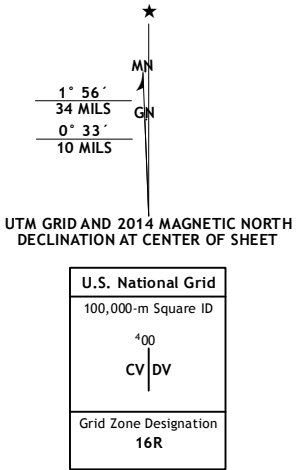 ★
MN
1° 56´
34 MILS
GN
0° 33´
10 MILS
UTM GRID AND 2014 MAGNETIC NORTH
DECLINATION AT CENTER OF SHEET
U.S. National Grid
100,000-m Square ID
⁴00
CV DV
Grid Zone Designation
16R